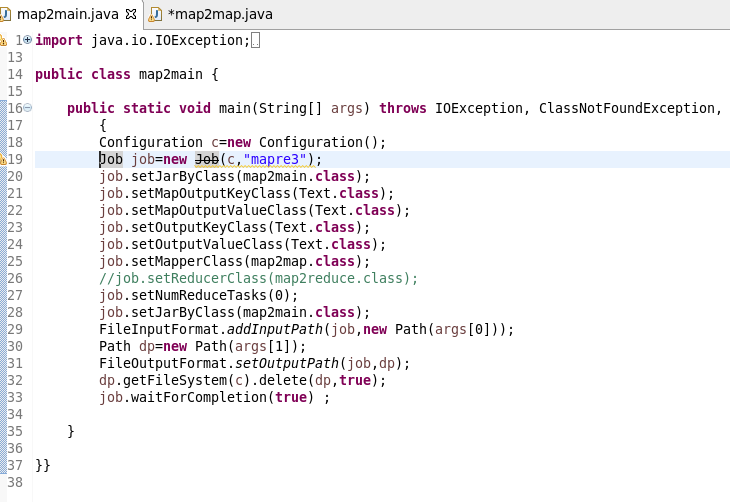 map2main.java *map2map.java
1 import java.io.IOException;
13
14 public class map2main {
15
16 public static void main(String[] args) throws IOException, ClassNotFoundException,
17 {
18 Configuration c=new Configuration();
19 Job job=new Job(c,"mapre3");
20 job.setJarByClass(map2main.class);
21 job.setMapOutputKeyClass(Text.class);
22 job.setMapOutputValueClass(Text.class);
23 job.setOutputKeyClass(Text.class);
24 job.setOutputValueClass(Text.class);
25 job.setMapperClass(map2map.class);
26 //job.setReducerClass(map2reduce.class);
27 job.setNumReduceTasks(0);
28 job.setJarByClass(map2main.class);
29 FileInputFormat.addInputPath(job,new Path(args[0]));
30 Path dp=new Path(args[1]);
31 FileOutputFormat.setOutputPath(job,dp);
32 dp.getFileSystem(c).delete(dp,true);
33 job.waitForCompletion(true) ;
34
35 }
36
37 }}
38